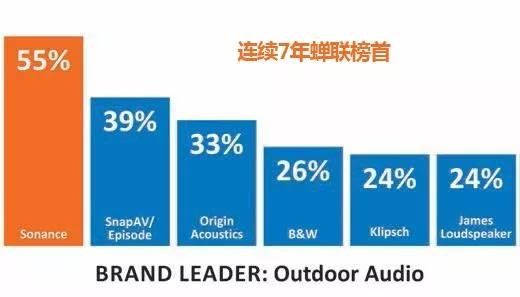 连续7年蝉联榜首
55%
39%
33%
26%
24%
24%
Sonance
SnapAV/
Episode
Origin
Acoustics
B&W
Klipsch
James
Loudspeaker
BRAND LEADER: Outdoor Audio